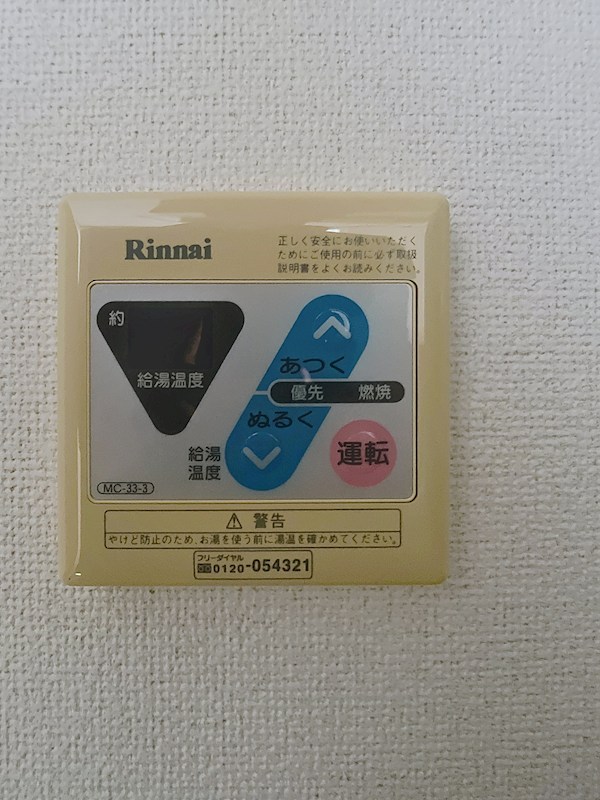 Rinnai
正しく安全にお使いいただく
ためにご使用の前に必ず取扱
説明書をよくお読みください。
約
給湯温度
あつく
優先 燃焼
ぬるく
給湯
温度
運転
MC-33-3
⚠ 警告
やけど防止のため、お湯を使う前に湯温を確かめてください。
フリーダイヤル
0120-054321